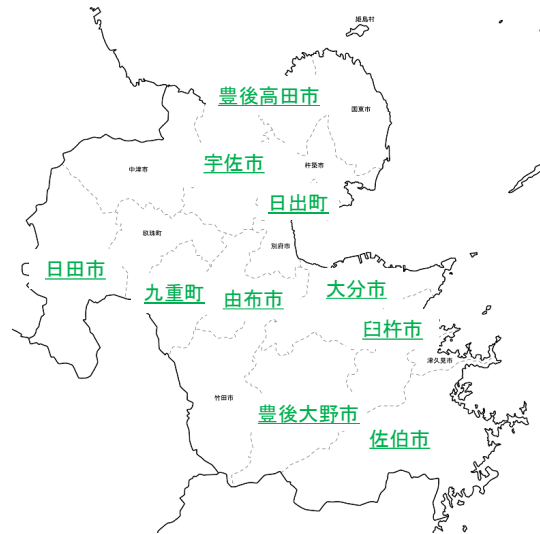 姫島村
豊後高田市
国東市
宇佐市
杵築市
中津市
日出町
玖珠町
別府市
日田市
九重町
由布市
大分市
臼杵市
津久見市
竹田市
豊後大野市
佐伯市